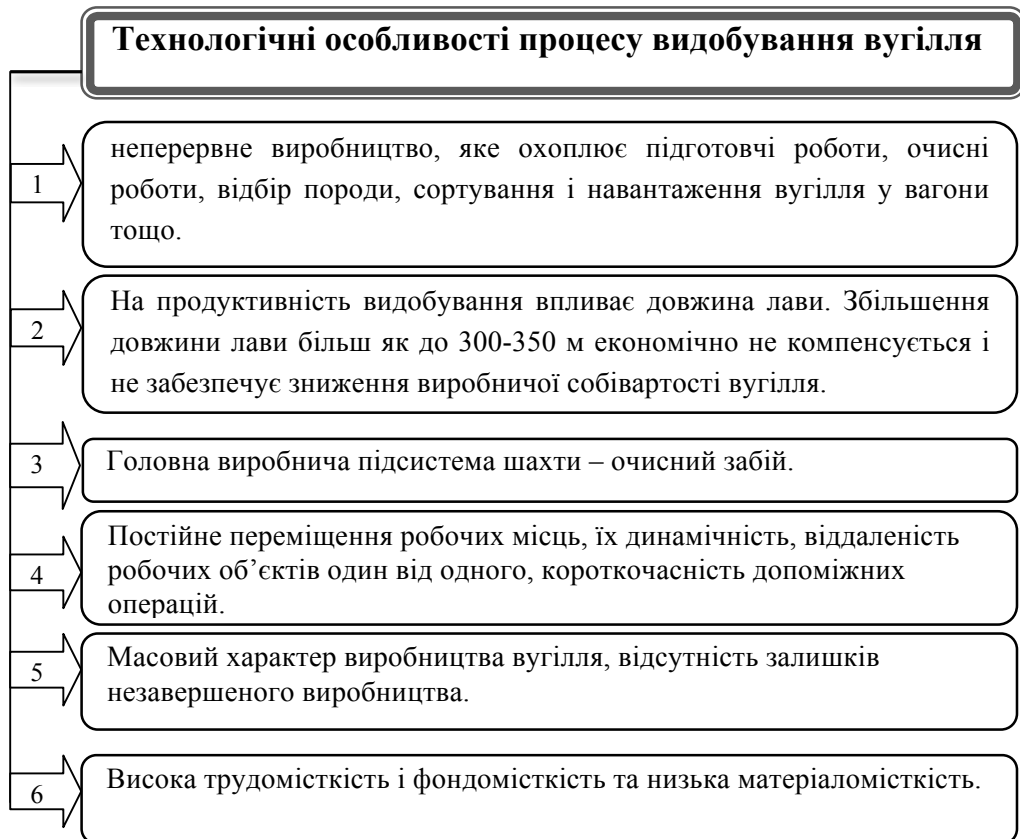 Технологічні особливості процесу видобування вугілля
1
неперервне виробництво, яке охоплює підготовчі роботи, очисні
роботи, відбір породи, сортування і навантаження вугілля у вагони
тощо.
2
На продуктивність видобування впливає довжина лави. Збільшення
довжини лави більш як до 300-350 м економічно не компенсується і
не забезпечує зниження виробничої собівартості вугілля.
3
Головна виробнича підсистема шахти – очисний забій.
4
Постійне переміщення робочих місць, їх динамічність, віддаленість
робочих об’єктів один від одного, короткочасність допоміжних
операцій.
5
Масовий характер виробництва вугілля, відсутність залишків
незавершеного виробництва.
6
Висока трудомісткість і фондомісткість та низька матеріаломісткість.